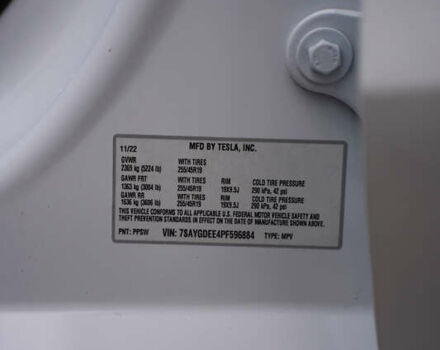 MFD BY TESLA, INC.
11/22
GVWR WITH TIRES
2369 kg (5224 lb) 255/45R19
GAWR FRT WITH TIRES RIM COLD TIRE PRESSURE
1363 kg (3004 lb) 255/45R19 19X9.5J 290 kPa, 42 psi
GAWR RR WITH TIRES RIM COLD TIRE PRESSURE
1636 kg (3606 lb) 255/45R19 19X9.5J 290 kPa, 42 psi
THIS VEHICLE CONFORMS TO ALL APPLICABLE U.S. FEDERAL MOTOR VEHICLE SAFETY AND
THEFT PREVENTION STANDARDS IN EFFECT ON THE DATE OF MANUFACTURE SHOWN ABOVE.
PNT: PPSW VIN: 7SAYGDEE4PF596884 TYPE: MPV